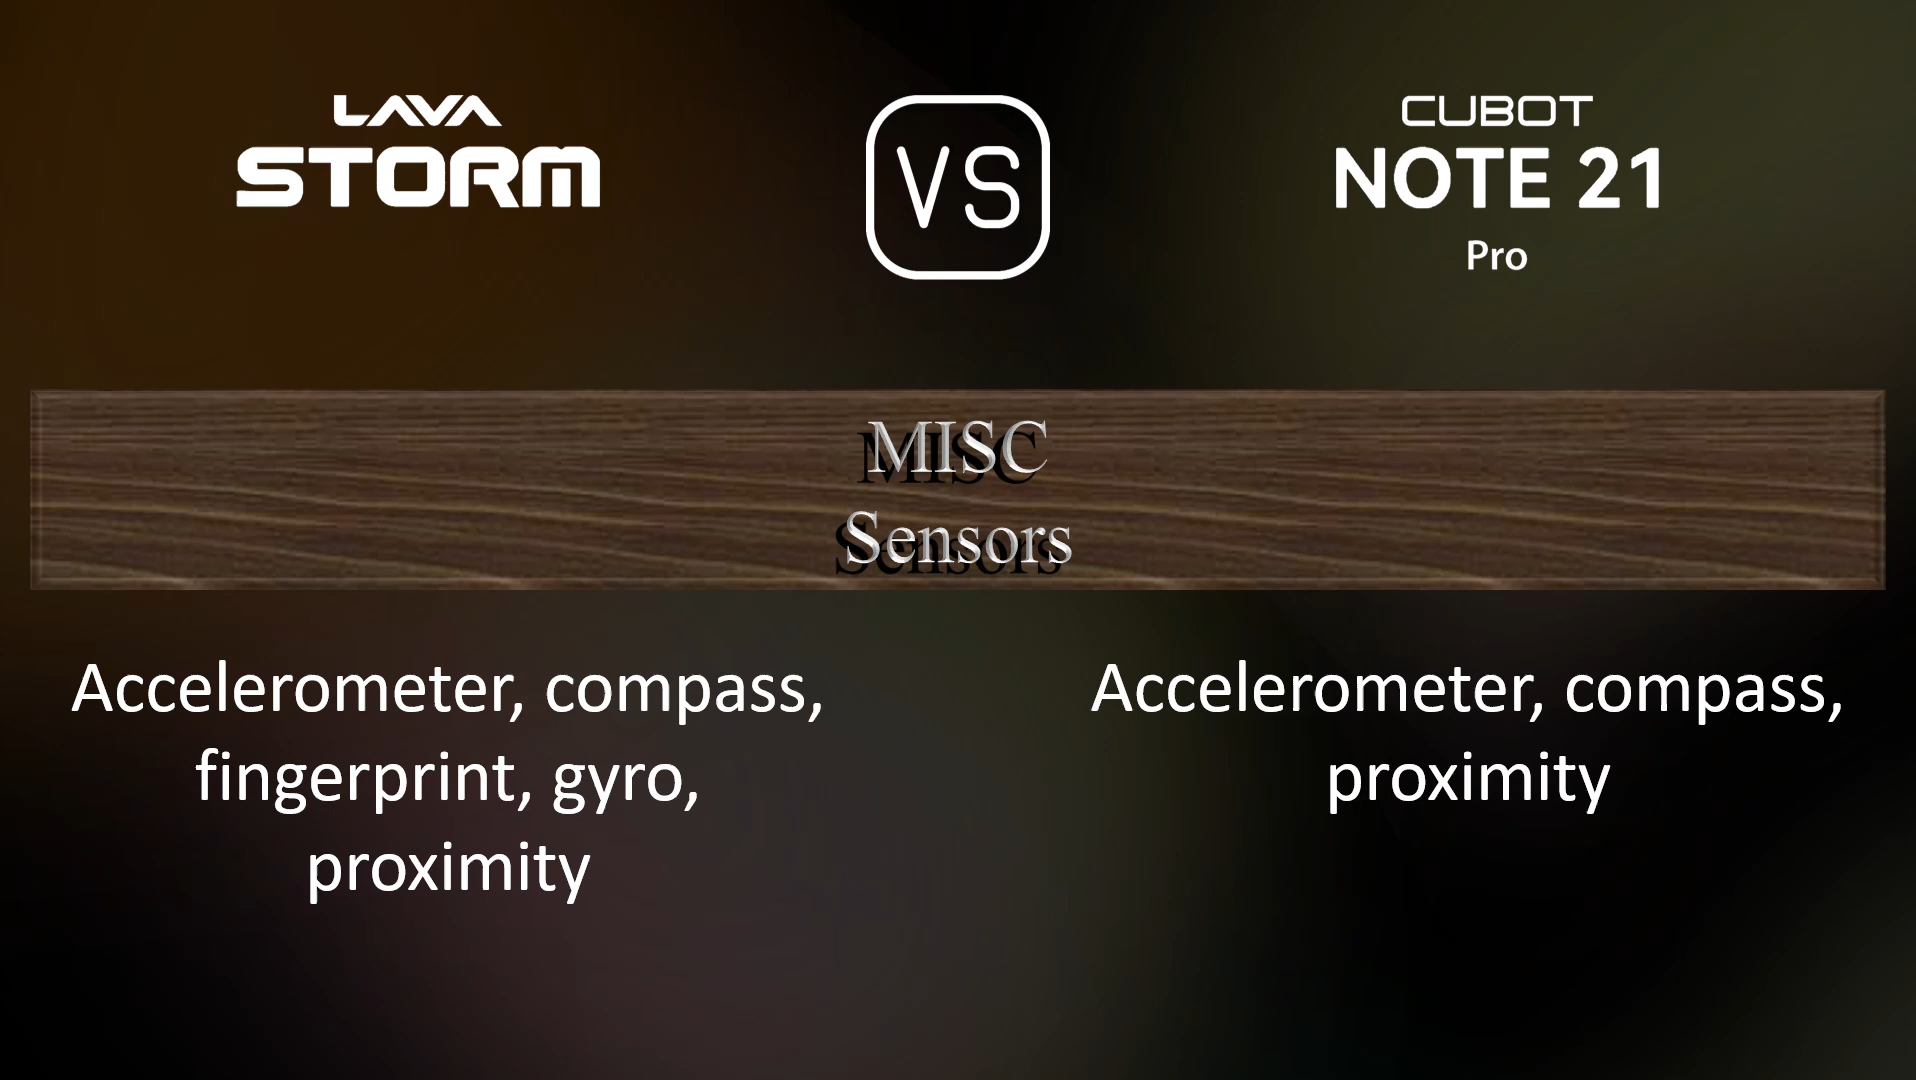 LAVA
STORM
VS
CUBOT
NOTE 21
Pro
MISC
Sensors
Accelerometer, compass,
fingerprint, gyro,
proximity
Accelerometer, compass,
proximity